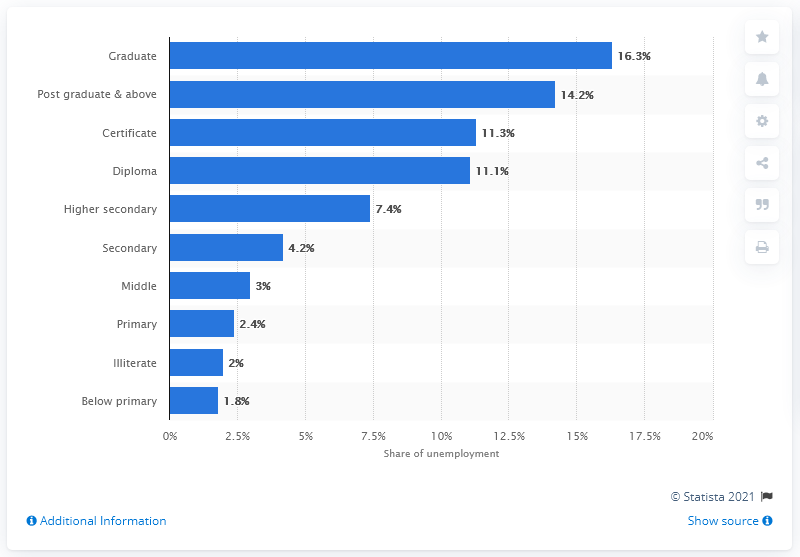 Graduate 16.3%
Post graduate & above 14.2%
Certificate 11.3%
Diploma 11.1%
Higher secondary 7.4%
Secondary 4.2%
Middle 3%
Primary 2.4%
Illiterate 2%
Below primary 1.8%
0% 2.5% 5% 7.5% 10% 12.5% 15% 17.5% 20%
Share of unemployment
© Statista 2021
Additional Information Show source